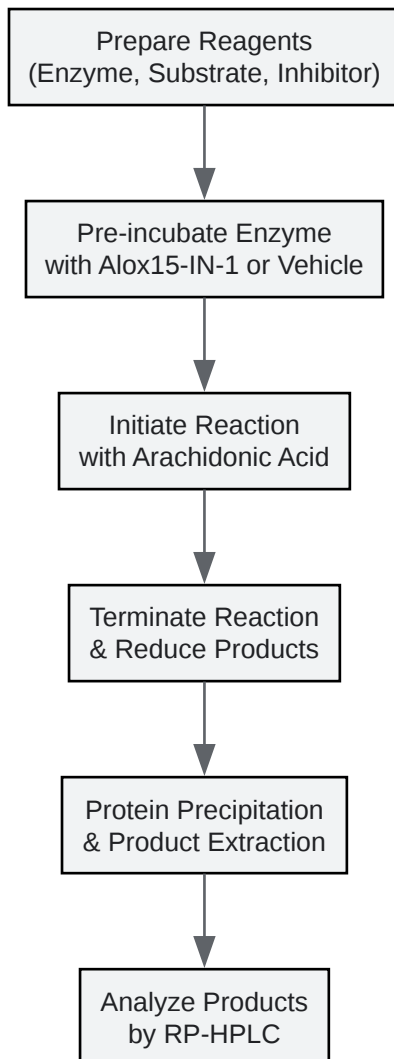 Prepare Reagents
(Enzyme, Substrate, Inhibitor)
Pre-incubate Enzyme
with Alox15-IN-1 or Vehicle
Initiate Reaction
with Arachidonic Acid
Terminate Reaction
& Reduce Products
Protein Precipitation
& Product Extraction
Analyze Products
by RP-HPLC